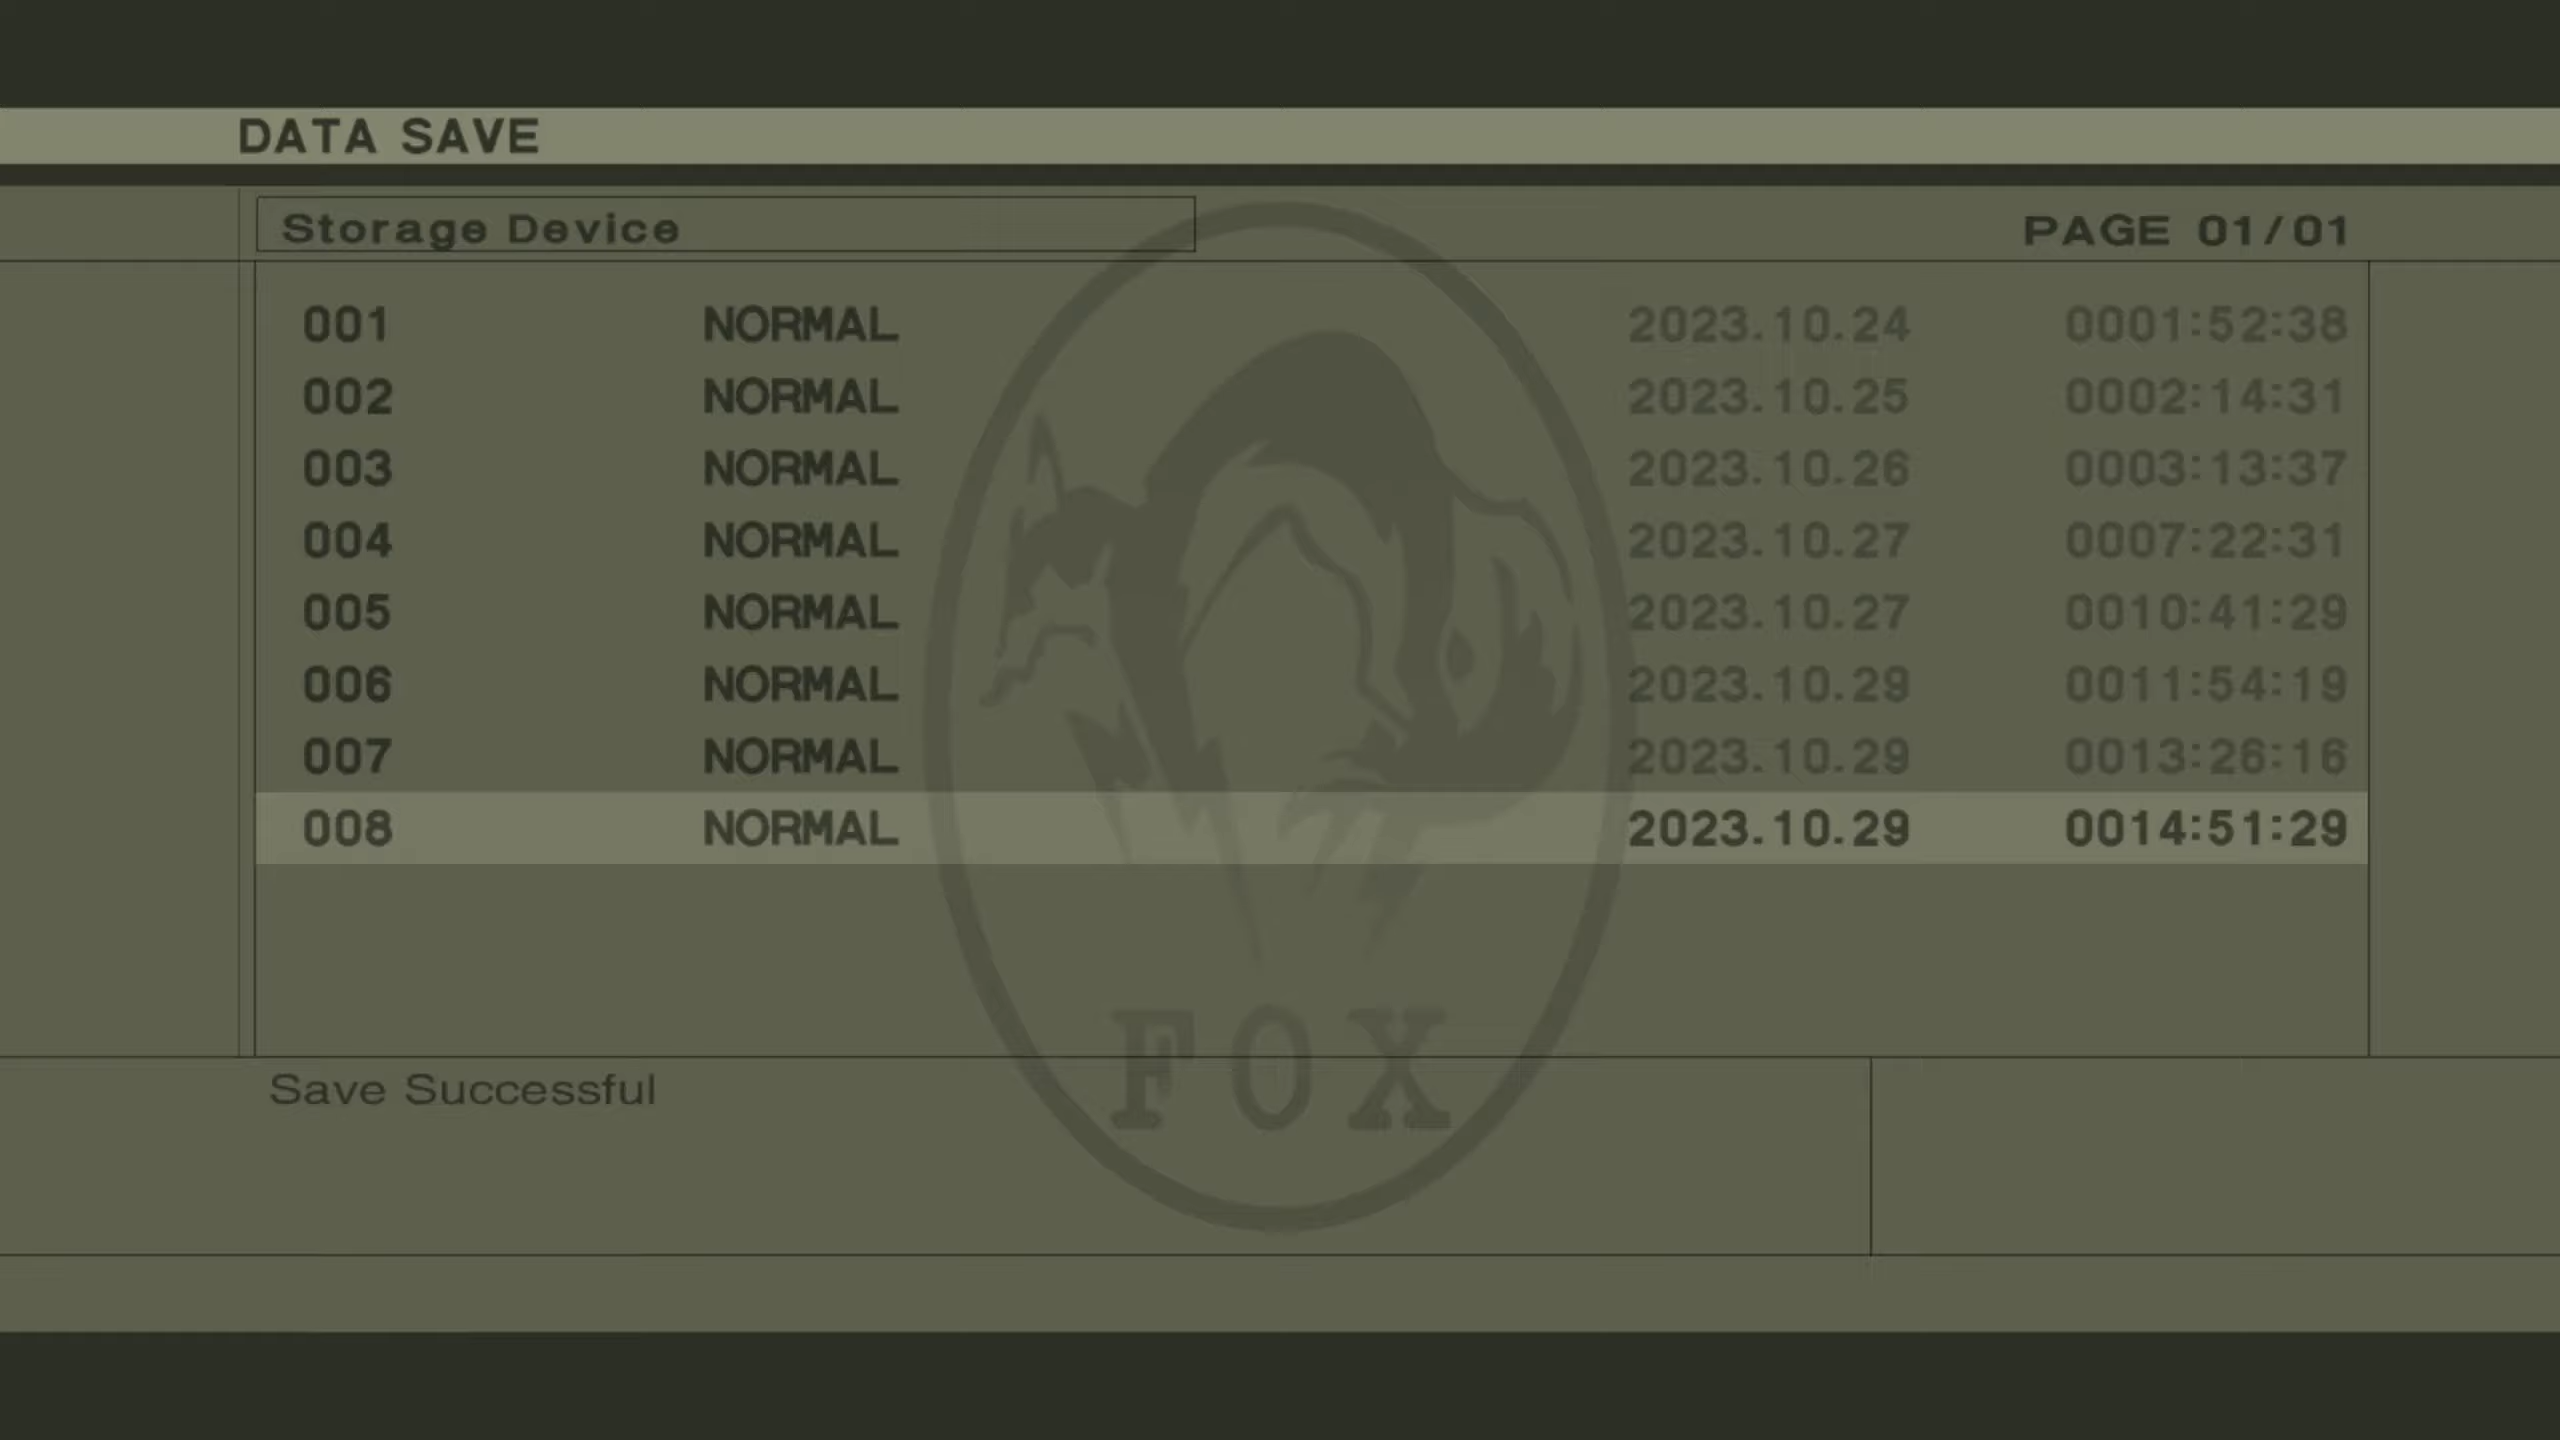 DATA SAVE
Storage Device PAGE 01/01
001 NORMAL 2023.10.24 0001:52:38
002 NORMAL 2023.10.25 0002:14:31
003 NORMAL 2023.10.26 0003:13:37
004 NORMAL 2023.10.27 0007:22:31
005 NORMAL 2023.10.27 0010:41:29
006 NORMAL 2023.10.29 0011:54:19
007 NORMAL 2023.10.29 0013:26:16
008 NORMAL 2023.10.29 0014:51:29
FOX
Save Successful